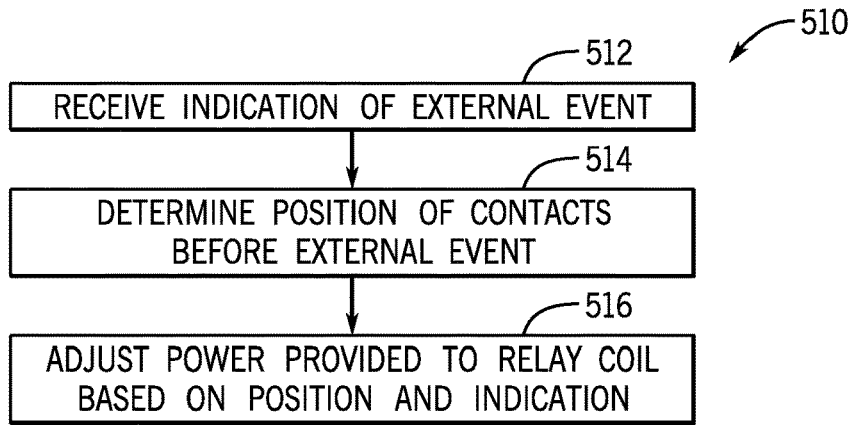 510
512
RECEIVE INDICATION OF EXTERNAL EVENT
514
DETERMINE POSITION OF CONTACTS
BEFORE EXTERNAL EVENT
516
ADJUST POWER PROVIDED TO RELAY COIL
BASED ON POSITION AND INDICATION